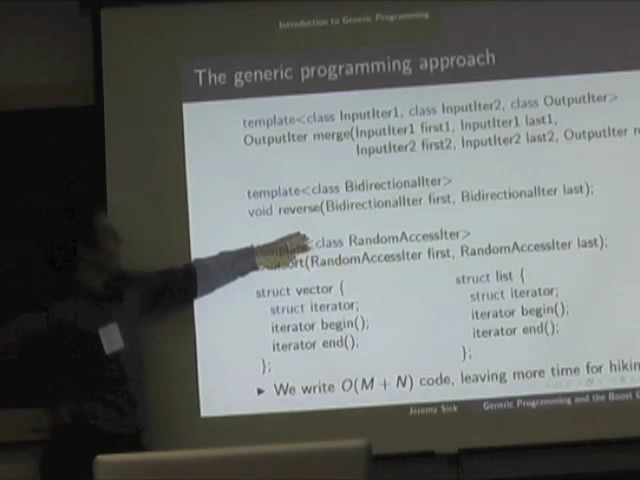 Introduction to Generic Programming
The generic programming approach
template<class InputIter1, class InputIter2, class OutputIter>
OutputIter merge(InputIter1 first1, InputIter1 last1,
InputIter2 first2, InputIter2 last2, OutputIter re
template<class BidirectionalIter>
void reverse(BidirectionalIter first, BidirectionalIter last);
<class RandomAccessIter>
ort(RandomAccessIter first, RandomAccessIter last);
struct vector {
struct iterator;
iterator begin();
iterator end();
};
struct list {
struct iterator;
iterator begin();
iterator end();
};
► We write O(M + N) code, leaving more time for hikin
Jeremy Siek
Generic Programming and the Boost